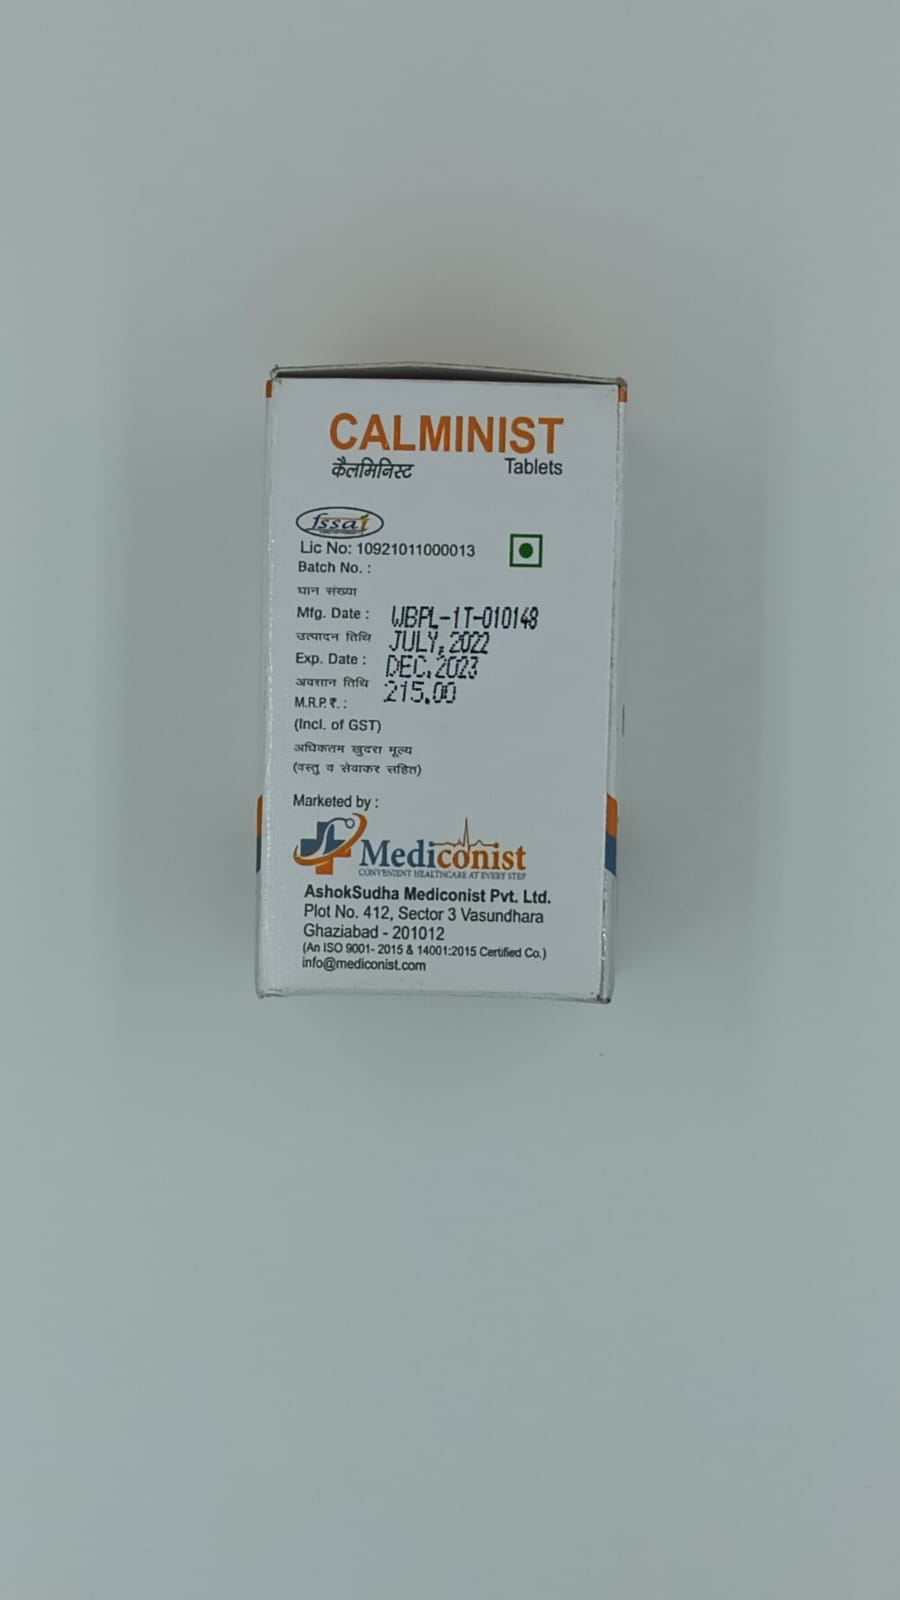 CALMINIST
कैलमिनिस्ट Tablets
fssai
Lic No: 10921011000013
Batch No. :
घान संख्या
Mfg. Date : WBPL-1T-010148
उत्पादन तिथि JULY,2022
Exp. Date : DEC.2023
अवसान तिथि 215.00
M.R.P.₹. :
(Incl. of GST)
अधिकतम खुदरा मूल्य
(वस्तु व सेवाकर सहित)
Marketed by :
Mediconist
CONVENIENT HEALTHCARE AT EVERY STEP
AshokSudha Mediconist Pvt. Ltd.
Plot No. 412, Sector 3 Vasundhara
Ghaziabad - 201012
(An ISO 9001- 2015 & 14001:2015 Certified Co.)
info@mediconist.com